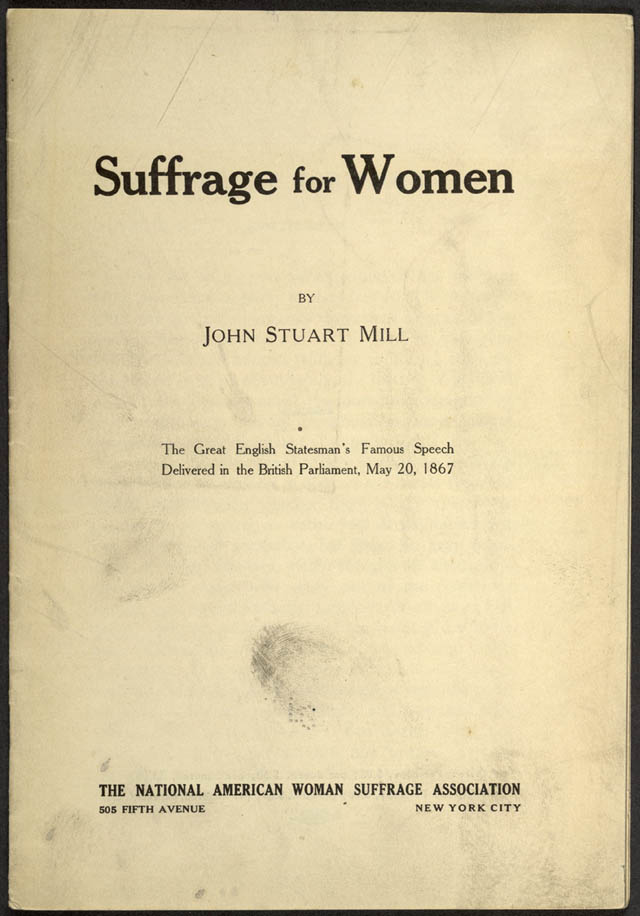 Suffrage for Women
BY
JOHN STUART MILL
The Great English Statesman's Famous Speech
Delivered in the British Parliament, May 20, 1867
THE NATIONAL AMERICAN WOMAN SUFFRAGE ASSOCIATION
505 FIFTH AVENUE NEW YORK CITY